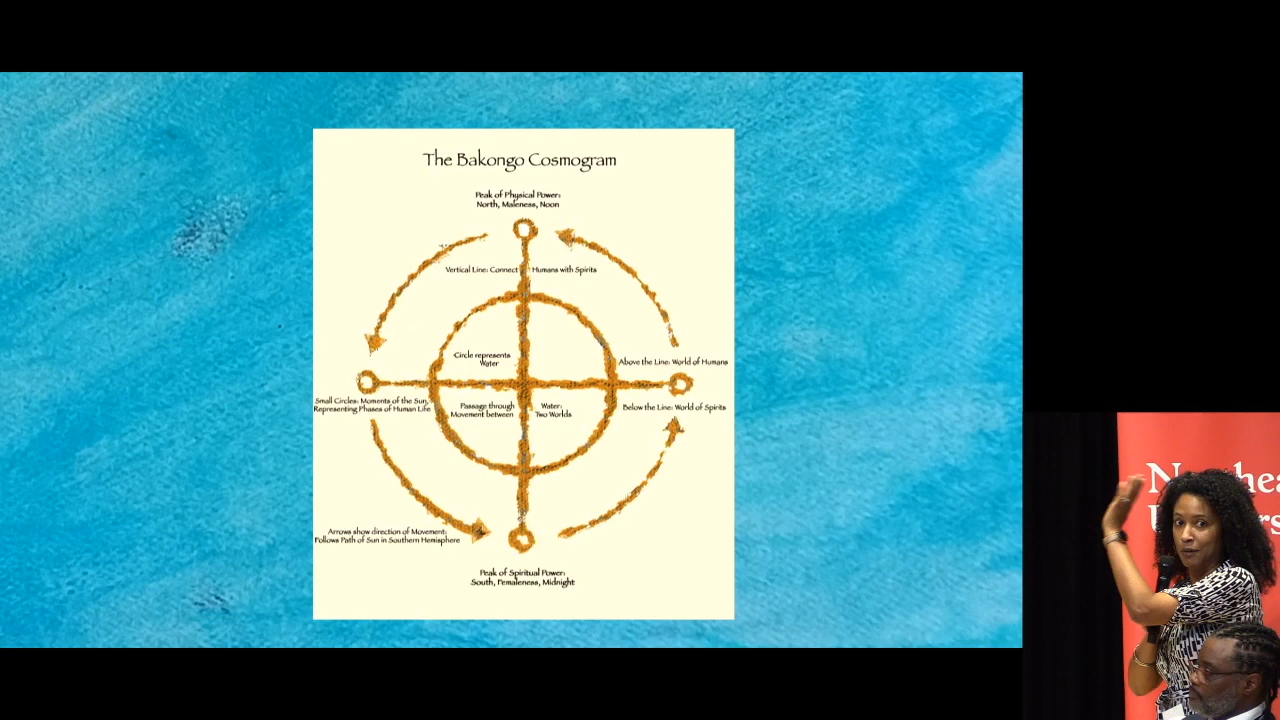 The Bakongo Cosmogram
Peak of Physical Power:
North, Maleness, Noon
Vertical Line: Connect Humans with Spirits
Circle represents
Water
Above the Line: World of Humans
Small Circles: Moments of the Sun,
Representing Phases of Human Life
Passage through Water:
Movement between Two Worlds
Below the Line: World of Spirits
Arrows show direction of Movement:
Follows Path of Sun in Southern Hemisphere
Peak of Spiritual Power:
South, Femaleness, Midnight